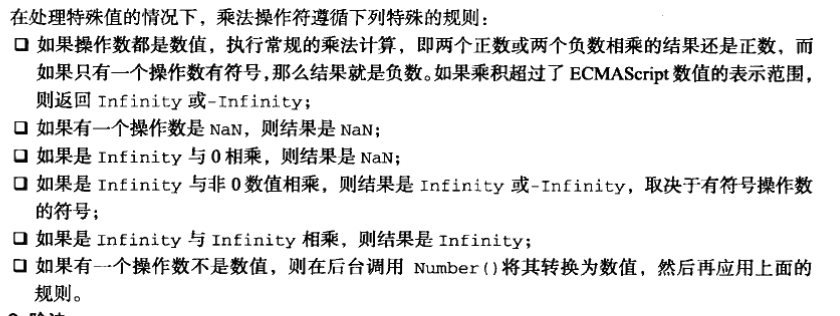 在处理特殊值的情况下，乘法操作符遵循下列特殊的规则：
❑ 如果操作数都是数值，执行常规的乘法计算，即两个正数或两个负数相乘的结果还是正数，而
如果只有一个操作数有符号，那么结果就是负数。如果乘积超过了 ECMAScript 数值的表示范围，
则返回 Infinity 或-Infinity；
❑ 如果有一个操作数是 NaN，则结果是 NaN；
❑ 如果是 Infinity 与 0 相乘，则结果是 NaN；
❑ 如果是 Infinity 与非 0 数值相乘，则结果是 Infinity 或-Infinity，取决于有符号操作数
的符号；
❑ 如果是 Infinity 与 Infinity 相乘，则结果是 Infinity；
❑ 如果有一个操作数不是数值，则在后台调用 Number()将其转换为数值，然后再应用上面的
规则。